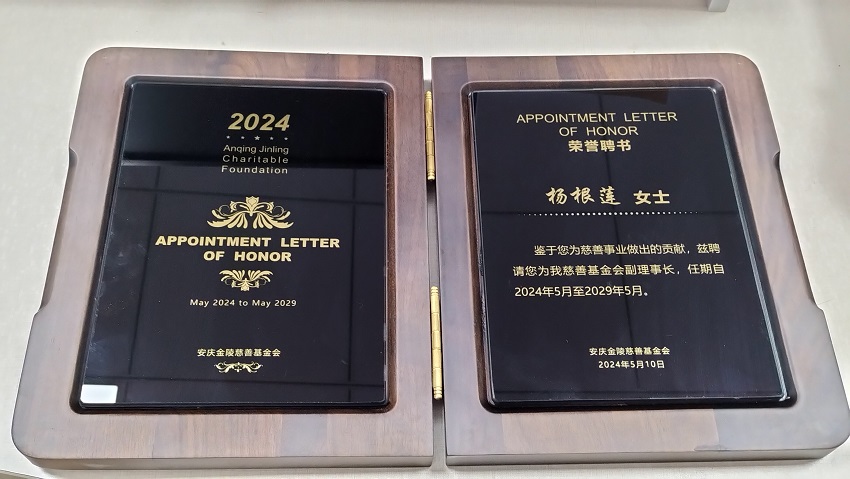 2024
Anqing Jinling
Charitable
Foundation
APPOINTMENT LETTER
OF HONOR
May 2024 to May 2029
安庆金陵慈善基金会
APPOINTMENT LETTER
OF HONOR
荣誉聘书
杨根莲 女士
鉴于您为慈善事业做出的贡献，兹聘
请您为我慈善基金会副理事长，任期自
2024年5月至2029年5月。
安庆金陵慈善基金会
2024年5月10日